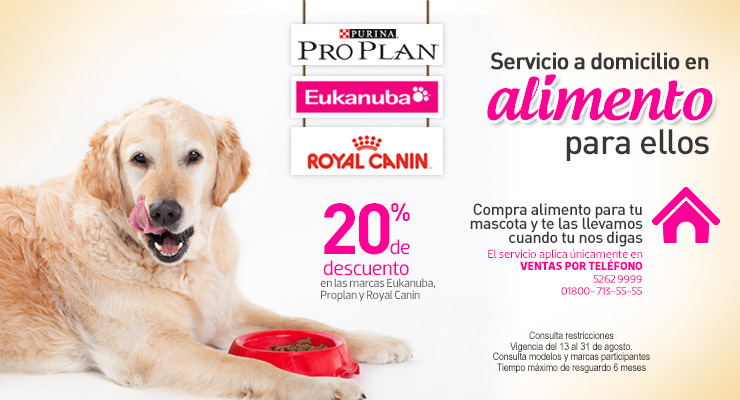 PURINA
PRO PLAN
Eukanuba
ROYAL CANIN
Servicio a domicilio en
alimento
para ellos
20%
de
descuento
en las marcas Eukanuba,
Proplan y Royal Canin
Compra alimento para tu
mascota y te las llevamos
cuando tu nos digas
El servicio aplica únicamente en
VENTAS POR TELÉFONO
5262 9999
01800-713-55-55
Consulta restricciones
Vigencia del 13 al 31 de agosto.
Consulta modelos y marcas participantes
Tiempo máximo de resguardo 6 meses